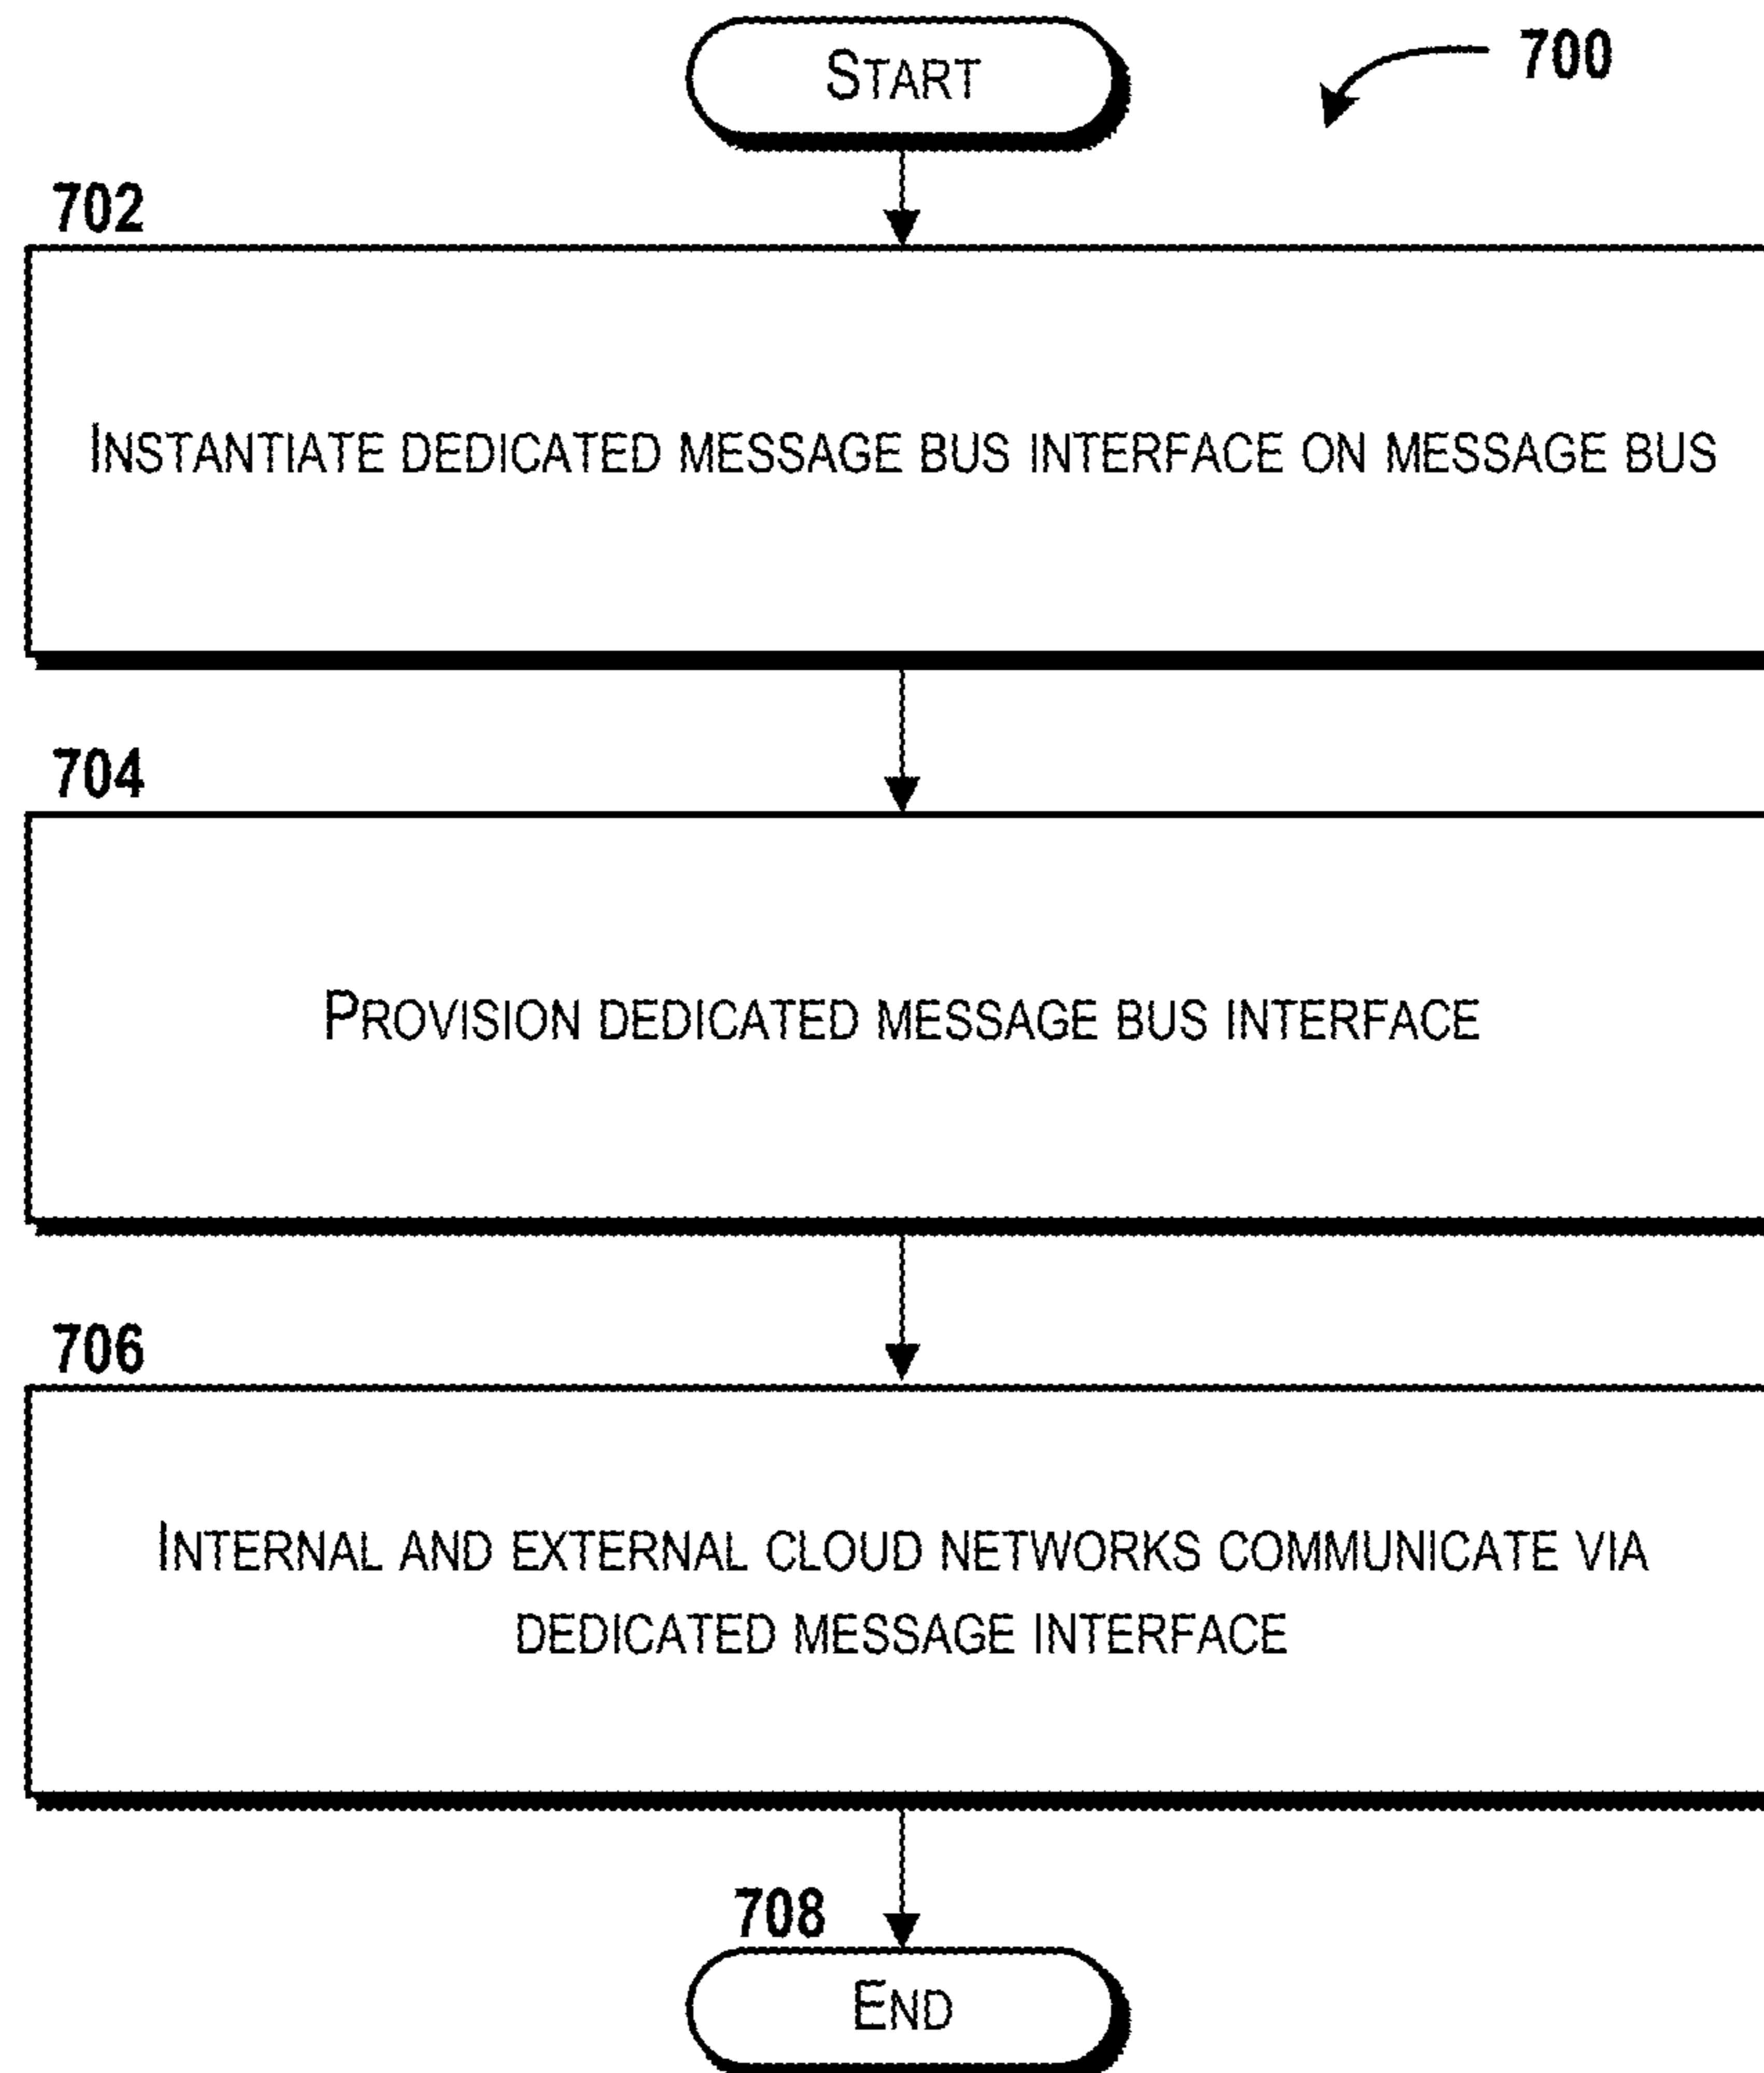 START
700
702
INSTANTIATE DEDICATED MESSAGE BUS INTERFACE ON MESSAGE BUS
704
PROVISION DEDICATED MESSAGE BUS INTERFACE
706
INTERNAL AND EXTERNAL CLOUD NETWORKS COMMUNICATE VIA
DEDICATED MESSAGE INTERFACE
708
END